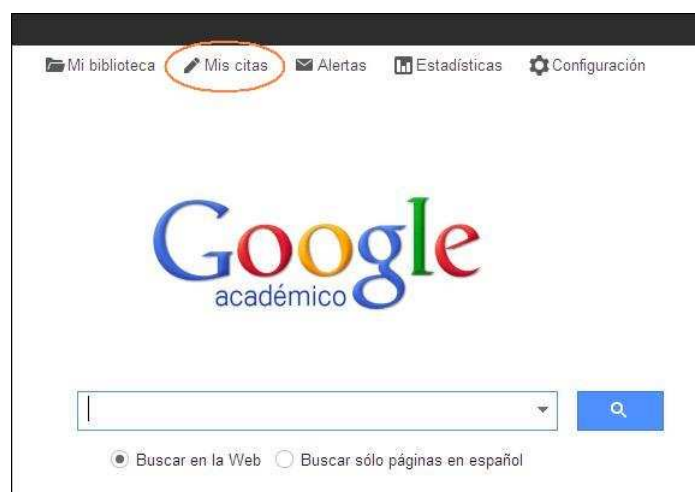 Mi biblioteca Mis citas Alertas Estadísticas Configuración
Google
académico
Buscar en la Web Buscar sólo páginas en español